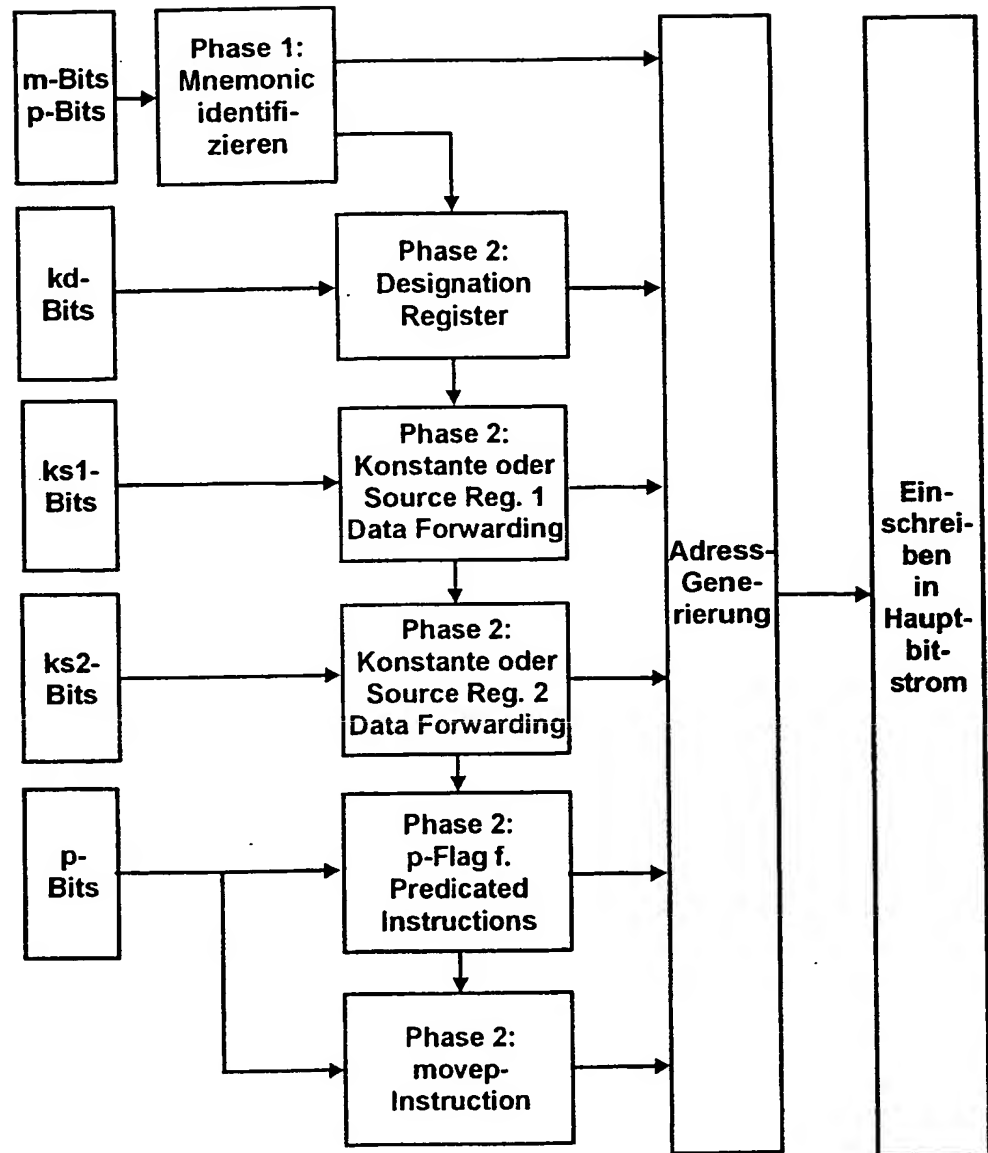 m-Bits
p-Bits
Phase 1:
Mnemonic
identifi-
zieren
kd-
Bits
Phase 2:
Designation
Register
ks1-
Bits
Phase 2:
Konstante oder
Source Reg. 1
Data Forwarding
ks2-
Bits
Phase 2:
Konstante oder
Source Reg. 2
Data Forwarding
p-
Bits
Phase 2:
p-Flag f.
Predicated
Instructions
Phase 2:
movep-
Instruction
Adress-
Gene-
rierung
Ein-
schrei-
ben
in
Haupt-
bit-
strom